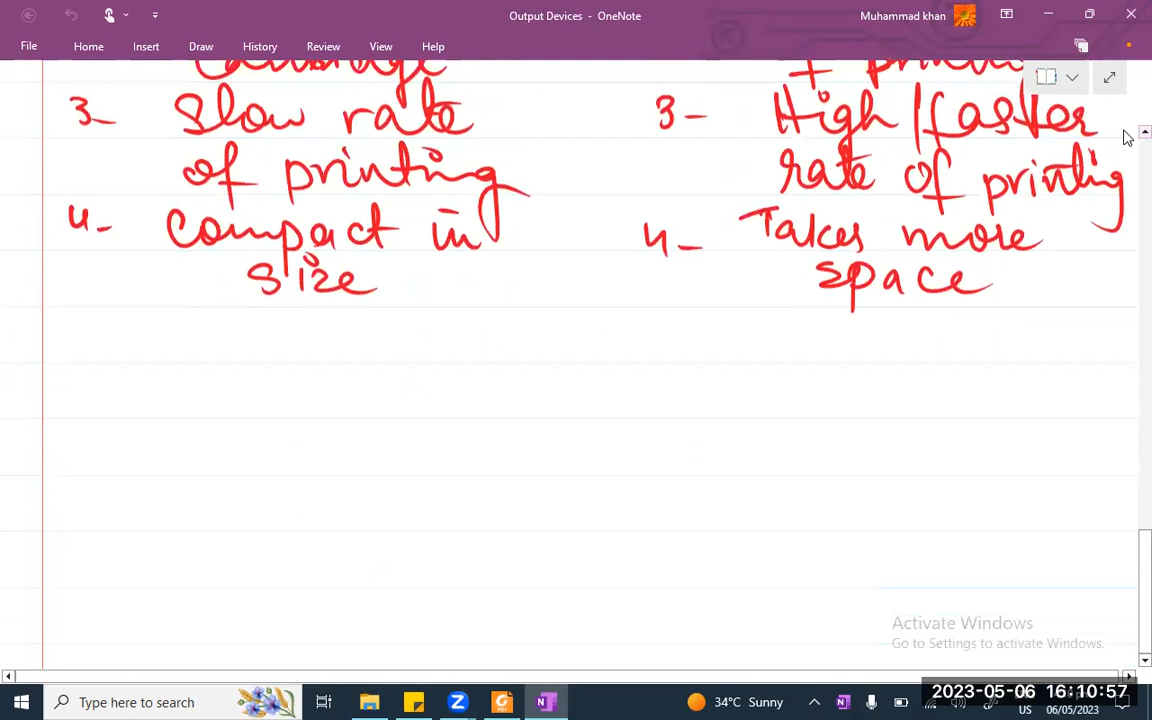 Output Devices - OneNote
Muhammad khan
File Home Insert Draw History Review View Help
3- Slow rate
of printing
4- compact in
size
3- High/faster
rate of printing
4- Takes more
space
Activate Windows
Go to Settings to activate Windows.
Type here to search
34°C Sunny
2023-05-06 16:10:57
US 06/05/2023